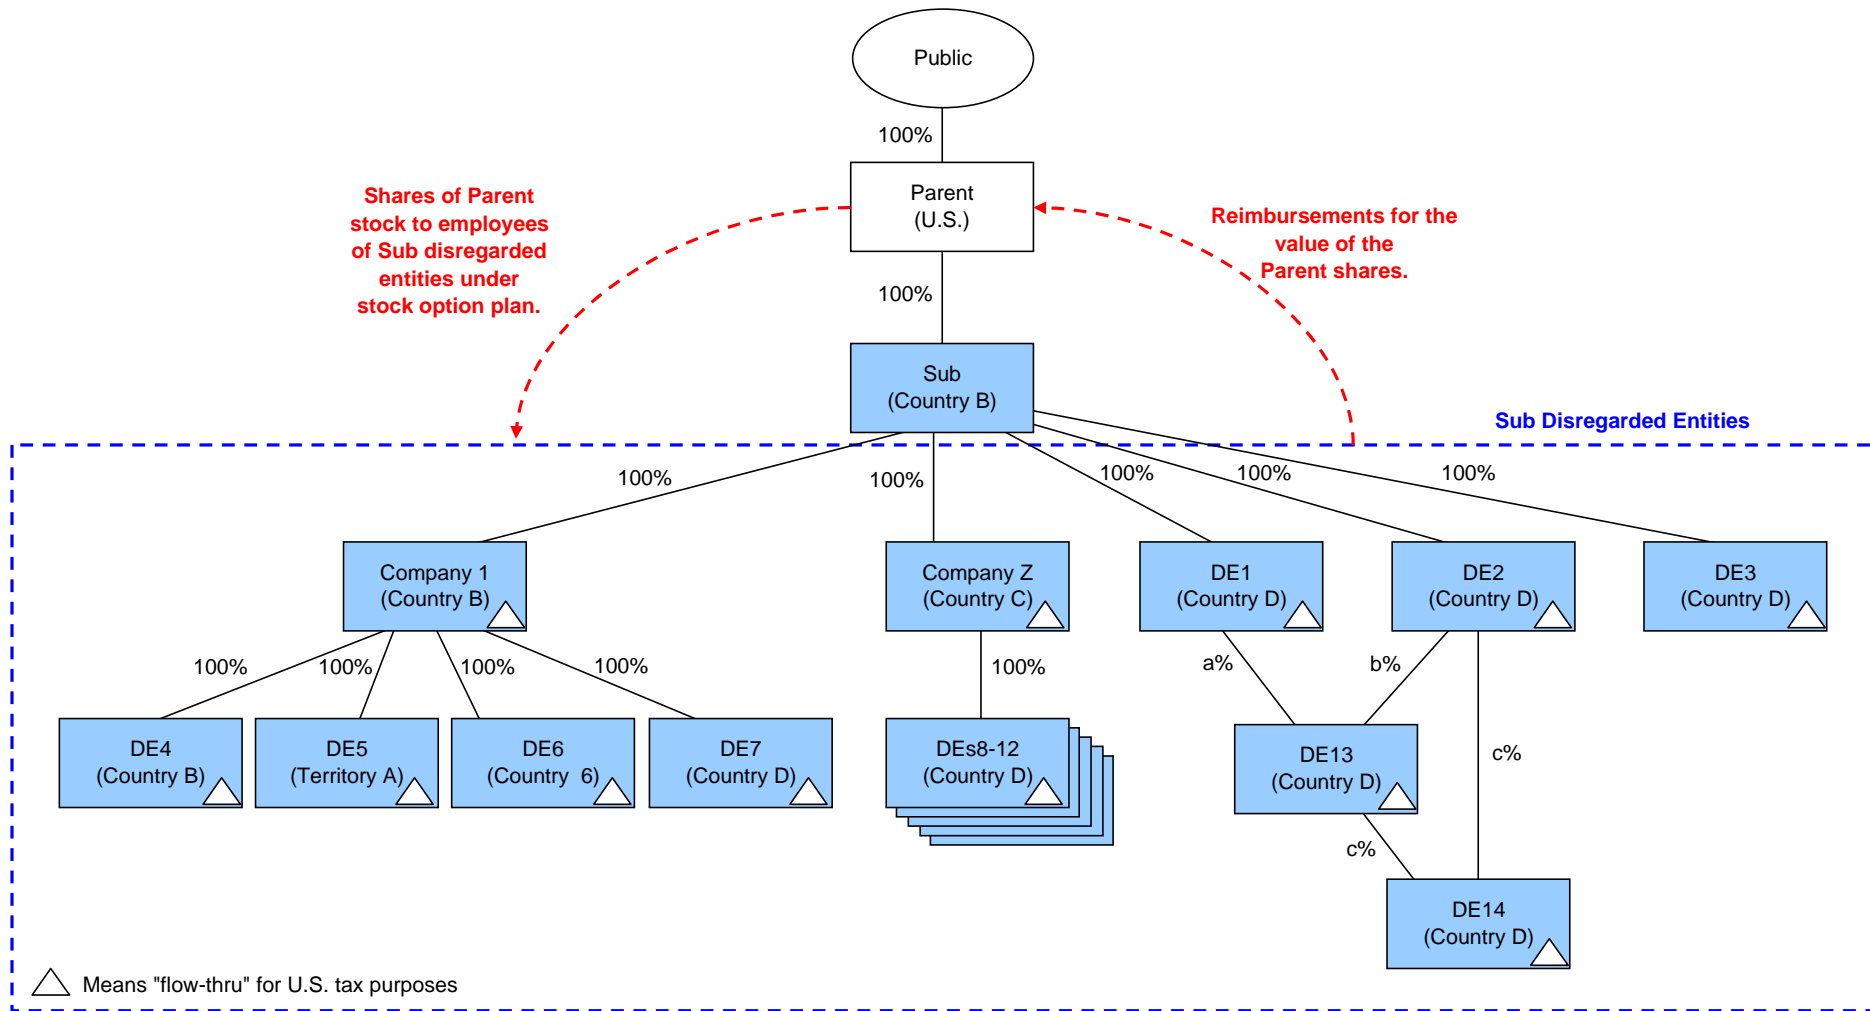 Public
100%
Parent
(U.S.)
Shares of Parent
stock to employees
of Sub disregarded
entities under
stock option plan.
Reimbursements for the
value of the
Parent shares.
100%
Sub
(Country B)
Sub Disregarded Entities
100%
100%
100%
100%
100%
Company 1
(Country B)
Company Z
(Country C)
DE1
(Country D)
DE2
(Country D)
DE3
(Country D)
100%
100%
100%
100%
100%
a%
b%
DE4
(Country B)
DE5
(Territory A)
DE6
(Country 6)
DE7
(Country D)
DEs8-12
(Country D)
DE13
(Country D)
c%
c%
DE14
(Country D)
Means "flow-thru" for U.S. tax purposes